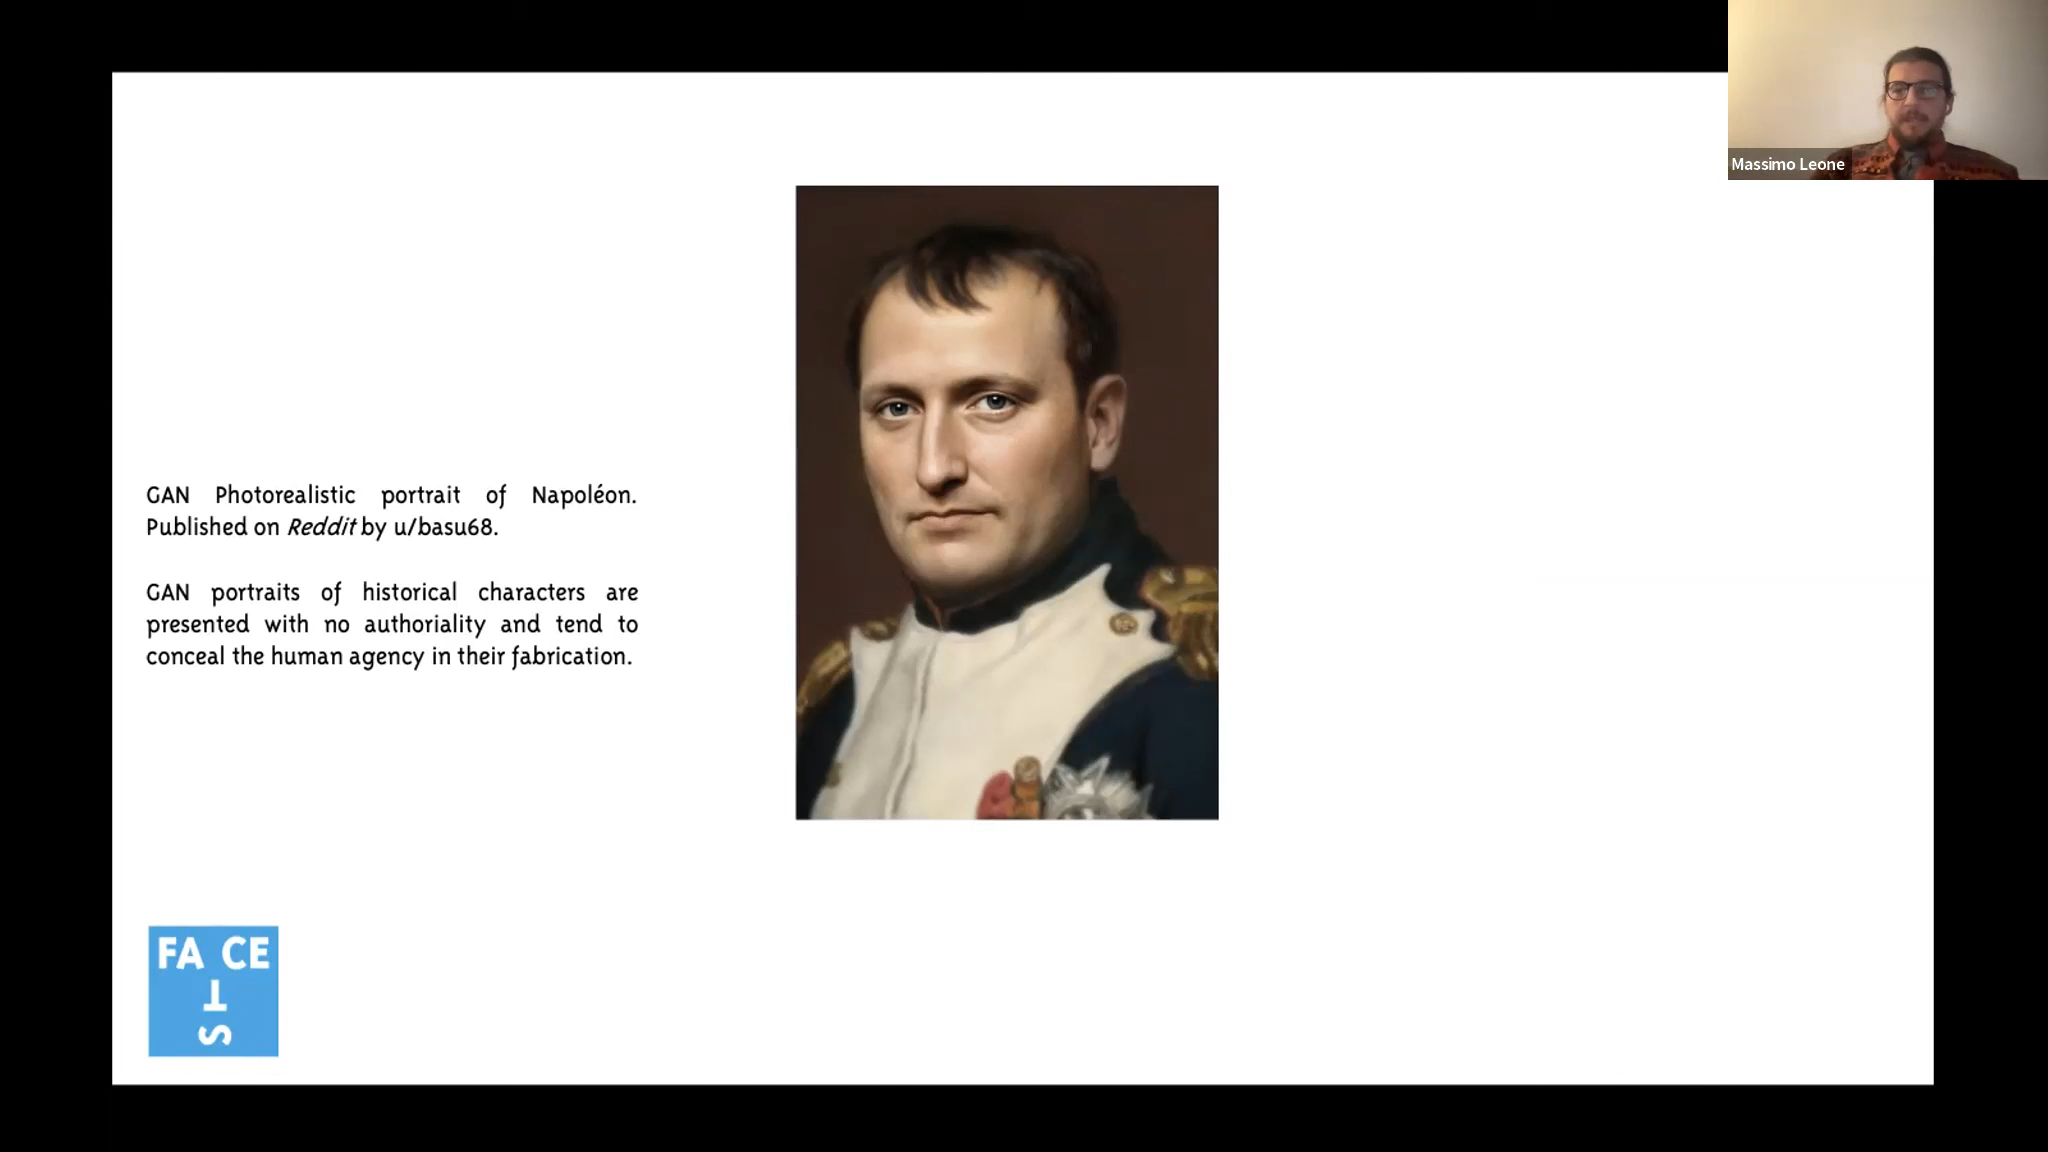 Massimo Leone
GAN Photorealistic portrait of Napoléon.
Published on Reddit by u/basu68.
GAN portraits of historical characters are
presented with no authoriality and tend to
conceal the human agency in their fabrication.
FA CE
T
S